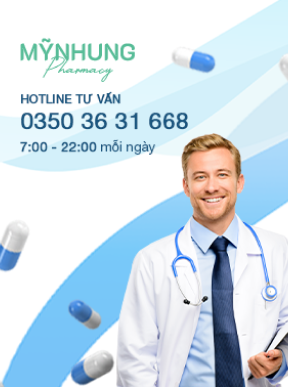 MỸNHUNG
Pharmacy
HOTLINE TƯ VẤN
0350 36 31 668
7:00 - 22:00 mỗi ngày